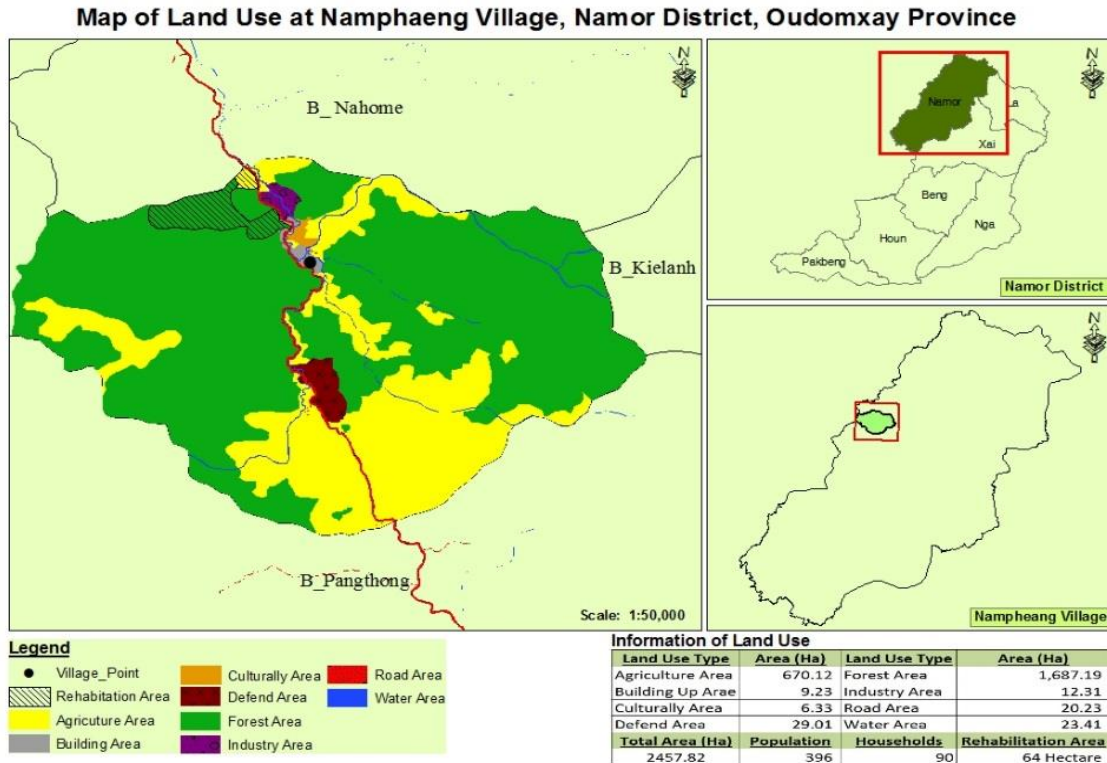 Map of Land Use at Namphaeng Village, Namor District, Oudomxay Province
N
B_ Nahome
B_Kielanh
B_Pangthong
Scale: 1:50,000
N
Namor
La
Xai
Beng
Nga
Houn
Pakbeng
Namor District
N
Nampheang Village
Legend
Village_Point
Rehabitation Area
Agricuture Area
Building Area
Culturally Area
Defend Area
Forest Area
Industry Area
Road Area
Water Area
Information of Land Use
Land Use Type Area (Ha) Land Use Type Area (Ha)
Agriculture Area 670.12 Forest Area 1,687.19
Building Up Arae 9.23 Industry Area 12.31
Culturally Area 6.33 Road Area 20.23
Defend Area 29.01 Water Area 23.41
Total Area (Ha) Population Households Rehabilitation Area
2457.82 396 90 64 Hectare